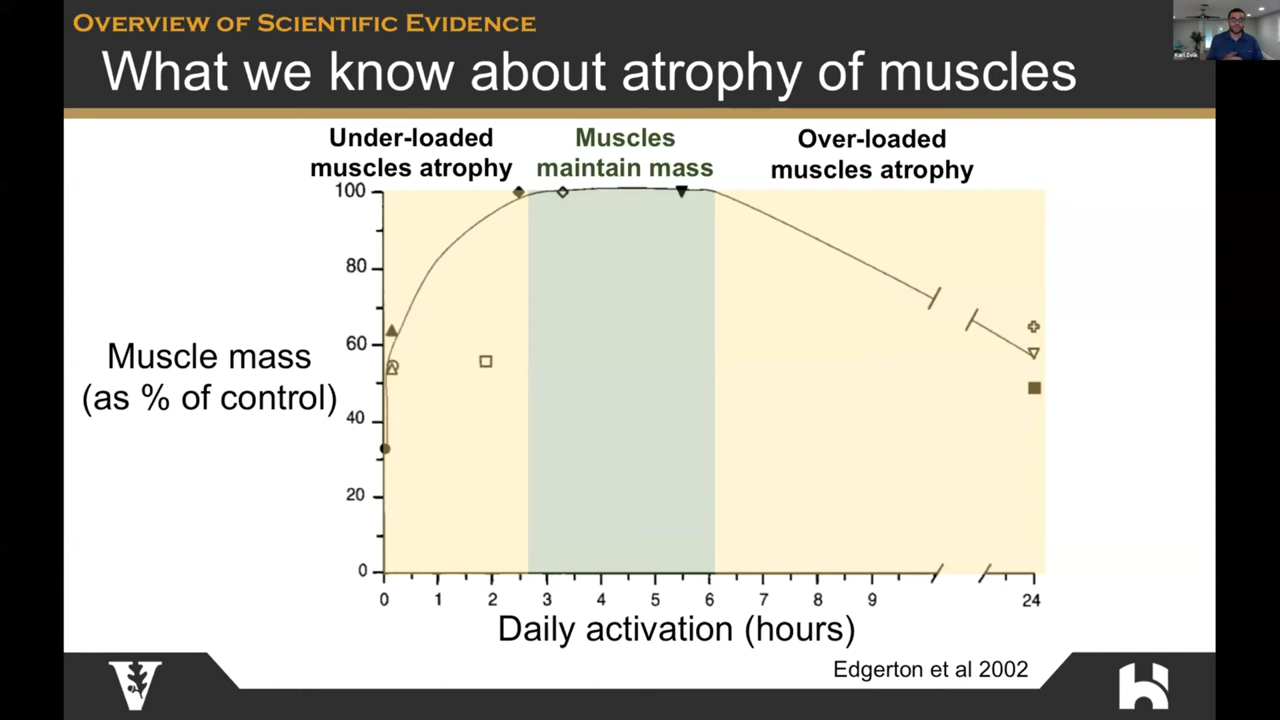 OVERVIEW OF SCIENTIFIC EVIDENCE
What we know about atrophy of muscles
Karl Zelik
Under-loaded
muscles atrophy
Muscles
maintain mass
Over-loaded
muscles atrophy
100
80
60
40
20
0
Muscle mass
(as % of control)
0 1 2 3 4 5 6 7 8 9 24
Daily activation (hours)
Edgerton et al 2002
V